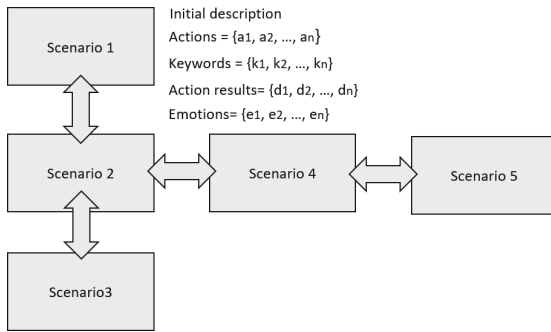 Initial description
Scenario 1
Actions = {a1, a2, ..., an}
Keywords = {k1, k2, ..., kn}
Action results= {d1, d2, ..., dn}
Emotions= {e1, e2, ..., en}
Scenario 2
Scenario 4
Scenario 5
Scenario3